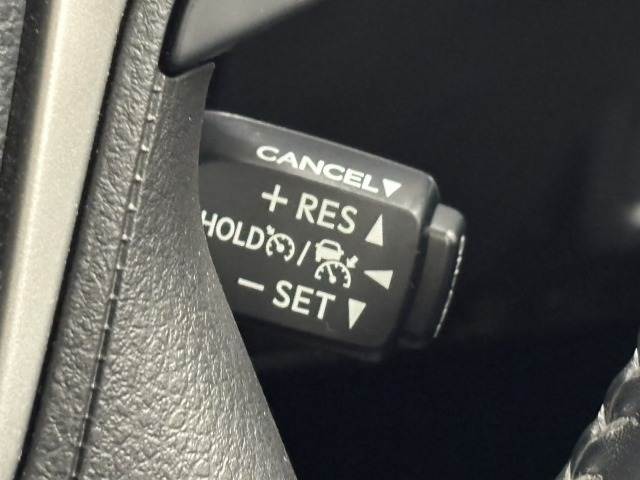 CANCEL▼
+ RES ▲
HOLD / ◀
− SET ▼